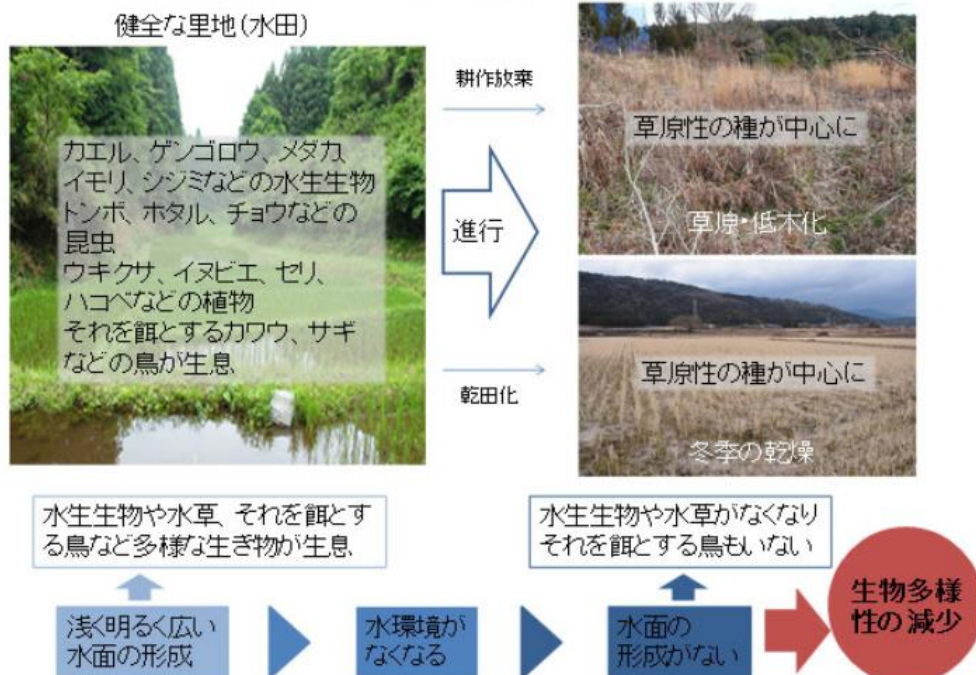 健全な里地(水田)
カエル、ゲンゴロウ、メダカ、
イモリ、シジミなどの水生生物
トンボ、ホタル、チョウなどの
昆虫
ウキクサ、イヌビエ、セリ、
ハコベなどの植物
それを餌とするカワウ、サギ
などの鳥が生息
耕作放棄
進行
乾田化
草原性の種が中心に
草原・低木化
草原性の種が中心に
冬季の乾燥
水生生物や水草、それを餌とす
る鳥など多様な生き物が生息
水生生物や水草がなくなり
それを餌とする鳥もいない
浅く明るく広い
水面の形成
水環境が
なくなる
水面の
形成がない
生物多様
性の減少